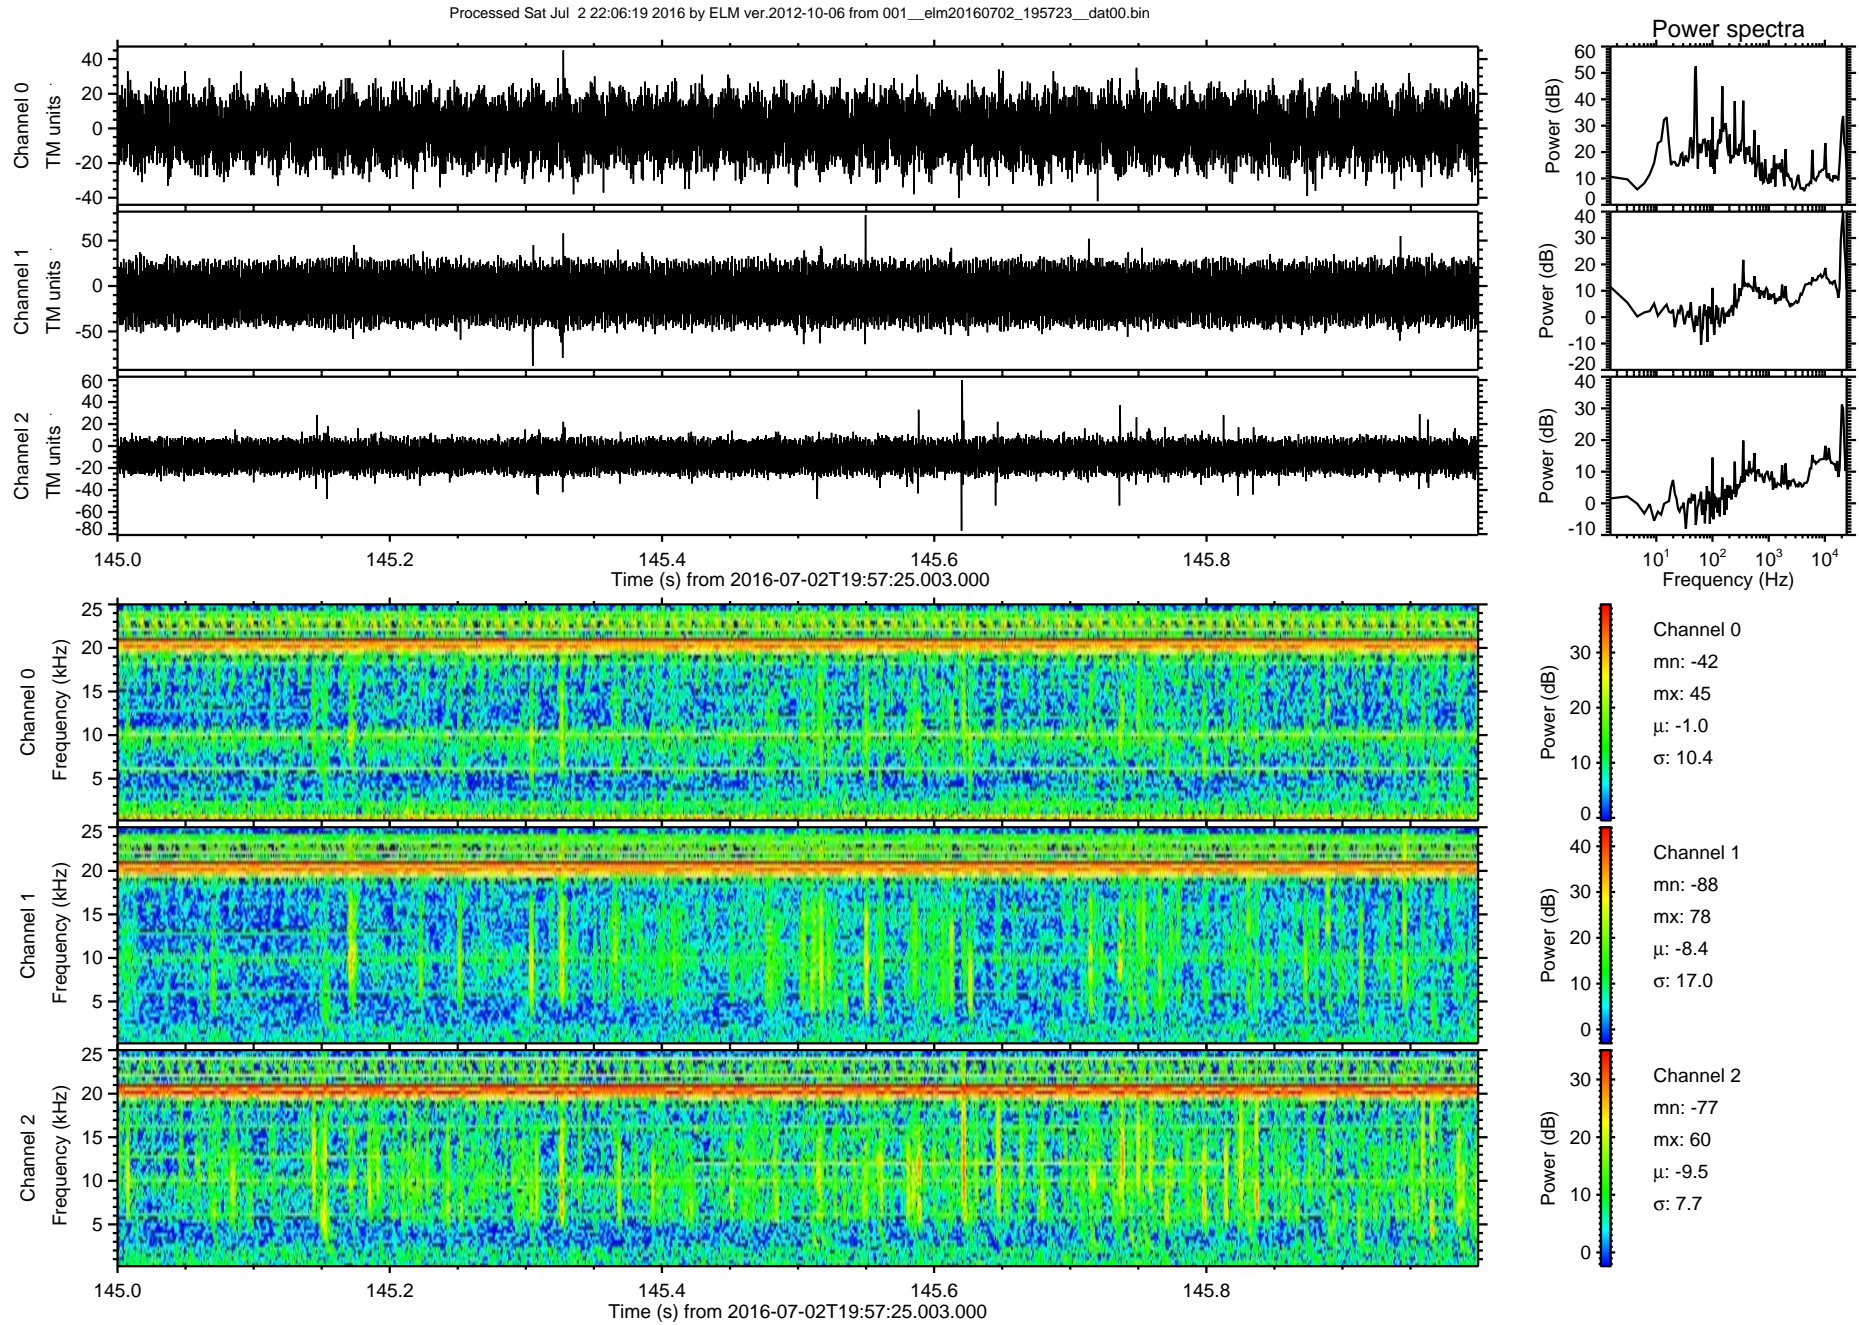 Processed Sat Jul  2 22:06:19 2016 by ELM ver.2012-10-06 from 001__elm20160702_195723__dat00.bin
Power spectra
Channel 0
TM units
40
20
0
-20
-40
Power (dB)
60
50
40
30
20
10
0
Channel 1
TM units
50
0
-50
Power (dB)
40
30
20
10
0
-10
-20
Channel 2
TM units
60
40
20
0
-20
-40
-60
-80
Power (dB)
40
30
20
10
0
-10
145.0 145.2 145.4 145.6 145.8
Time (s) from 2016-07-02T19:57:25.003.000
10^1 10^2 10^3 10^4
Frequency (Hz)
Channel 0
Frequency (kHz)
25
20
15
10
5
Power (dB)
30
20
10
0
Channel 0
mn: -42
mx: 45
μ: -1.0
σ: 10.4
Channel 1
Frequency (kHz)
25
20
15
10
5
Power (dB)
40
30
20
10
0
Channel 1
mn: -88
mx: 78
μ: -8.4
σ: 17.0
Channel 2
Frequency (kHz)
25
20
15
10
5
Power (dB)
30
20
10
0
Channel 2
mn: -77
mx: 60
μ: -9.5
σ: 7.7
145.0 145.2 145.4 145.6 145.8
Time (s) from 2016-07-02T19:57:25.003.000